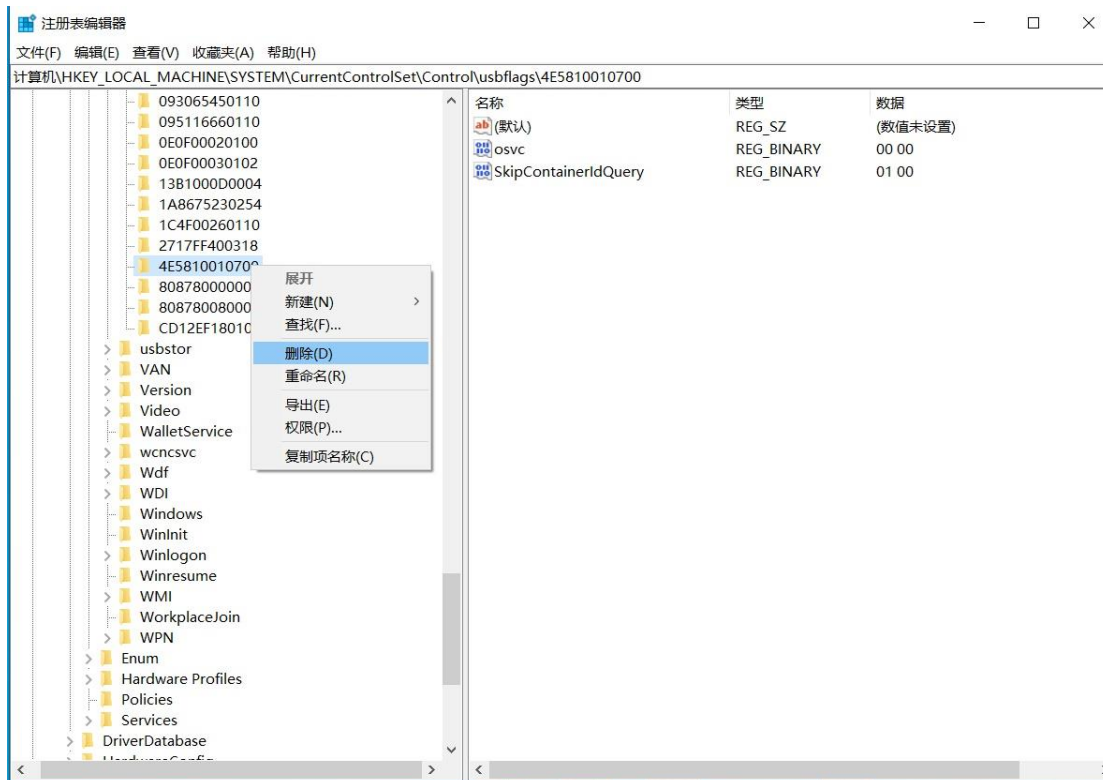 注册表编辑器
文件(F) 编辑(E) 查看(V) 收藏夹(A) 帮助(H)
计算机\HKEY_LOCAL_MACHINE\SYSTEM\CurrentControlSet\Control\usbflags\4E5810010700
093065450110
095116660110
0E0F00020100
0E0F00030102
13B1000D0004
1A8675230254
1C4F00260110
2717FF400318
4E5810010700
80878000000
80878008000
CD12EF18010
usbstor
VAN
Version
Video
WalletService
wcncsvc
Wdf
WDI
Windows
WinInit
Winlogon
Winresume
WMI
WorkplaceJoin
WPN
Enum
Hardware Profiles
Policies
Services
DriverDatabase
展开
新建(N)
查找(F)...
删除(D)
重命名(R)
导出(E)
权限(P)...
复制项名称(C)
名称 类型 数据
ab (默认) REG_SZ (数值未设置)
osvc REG_BINARY 00 00
SkipContainerIdQuery REG_BINARY 01 00